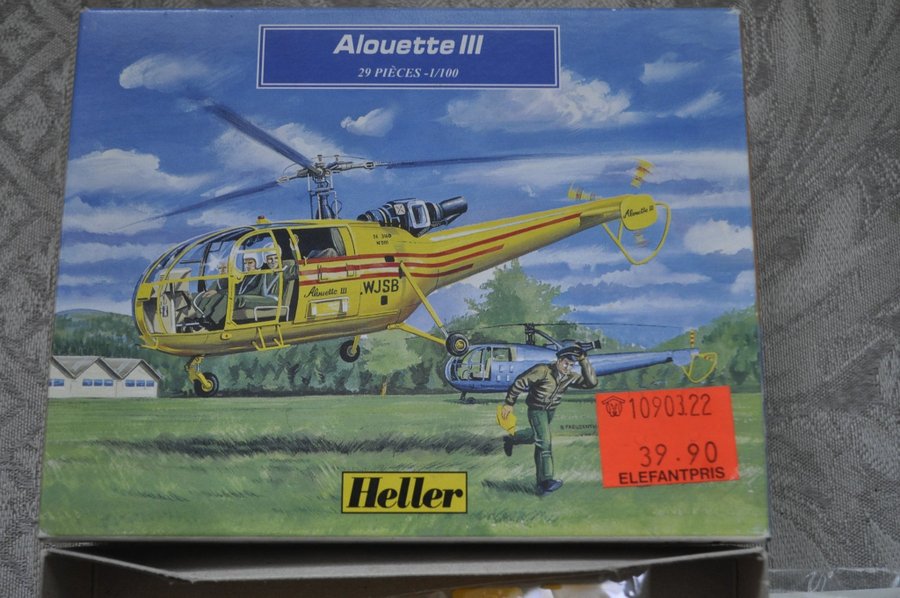 Alouette III
29 PIÈCES -1/100
Alouette III
WJSB
Alouette III
Heller
1090322
39.90
ELEFANTPRIS